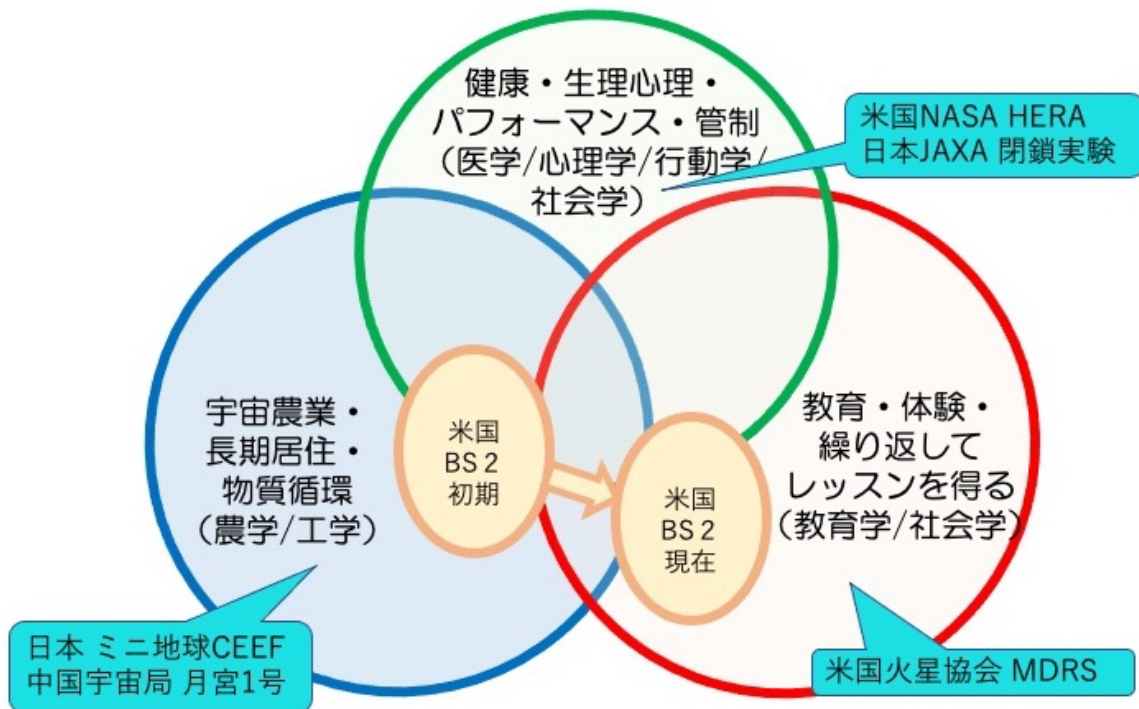 健康・生理心理・
パフォーマンス・管制
（医学/心理学/行動学/
社会学）
米国NASA HERA
日本JAXA 閉鎖実験
宇宙農業・
長期居住・
物質循環
（農学/工学）
米国
BS２
初期
米国
BS２
現在
教育・体験・
繰り返して
レッスンを得る
（教育学/社会学）
日本 ミニ地球CEEF
中国宇宙局 月宮1号
米国火星協会 MDRS